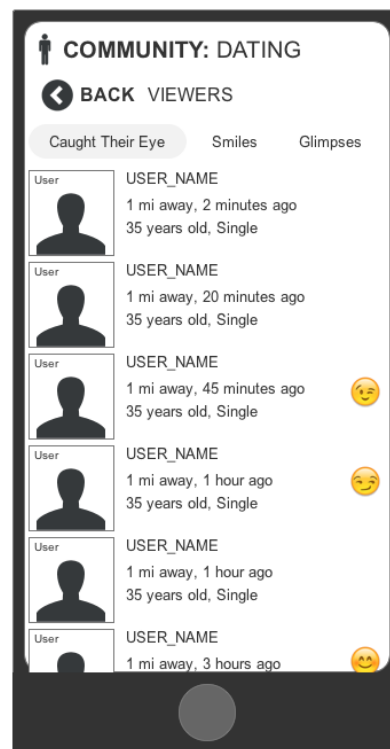 COMMUNITY: DATING
BACK VIEWERS
Caught Their Eye Smiles Glimpses
User
USER_NAME
1 mi away, 2 minutes ago
35 years old, Single
User
USER_NAME
1 mi away, 20 minutes ago
35 years old, Single
User
USER_NAME
1 mi away, 45 minutes ago
35 years old, Single
User
USER_NAME
1 mi away, 1 hour ago
35 years old, Single
User
USER_NAME
1 mi away, 1 hour ago
35 years old, Single
User
USER_NAME
1 mi away, 3 hours ago